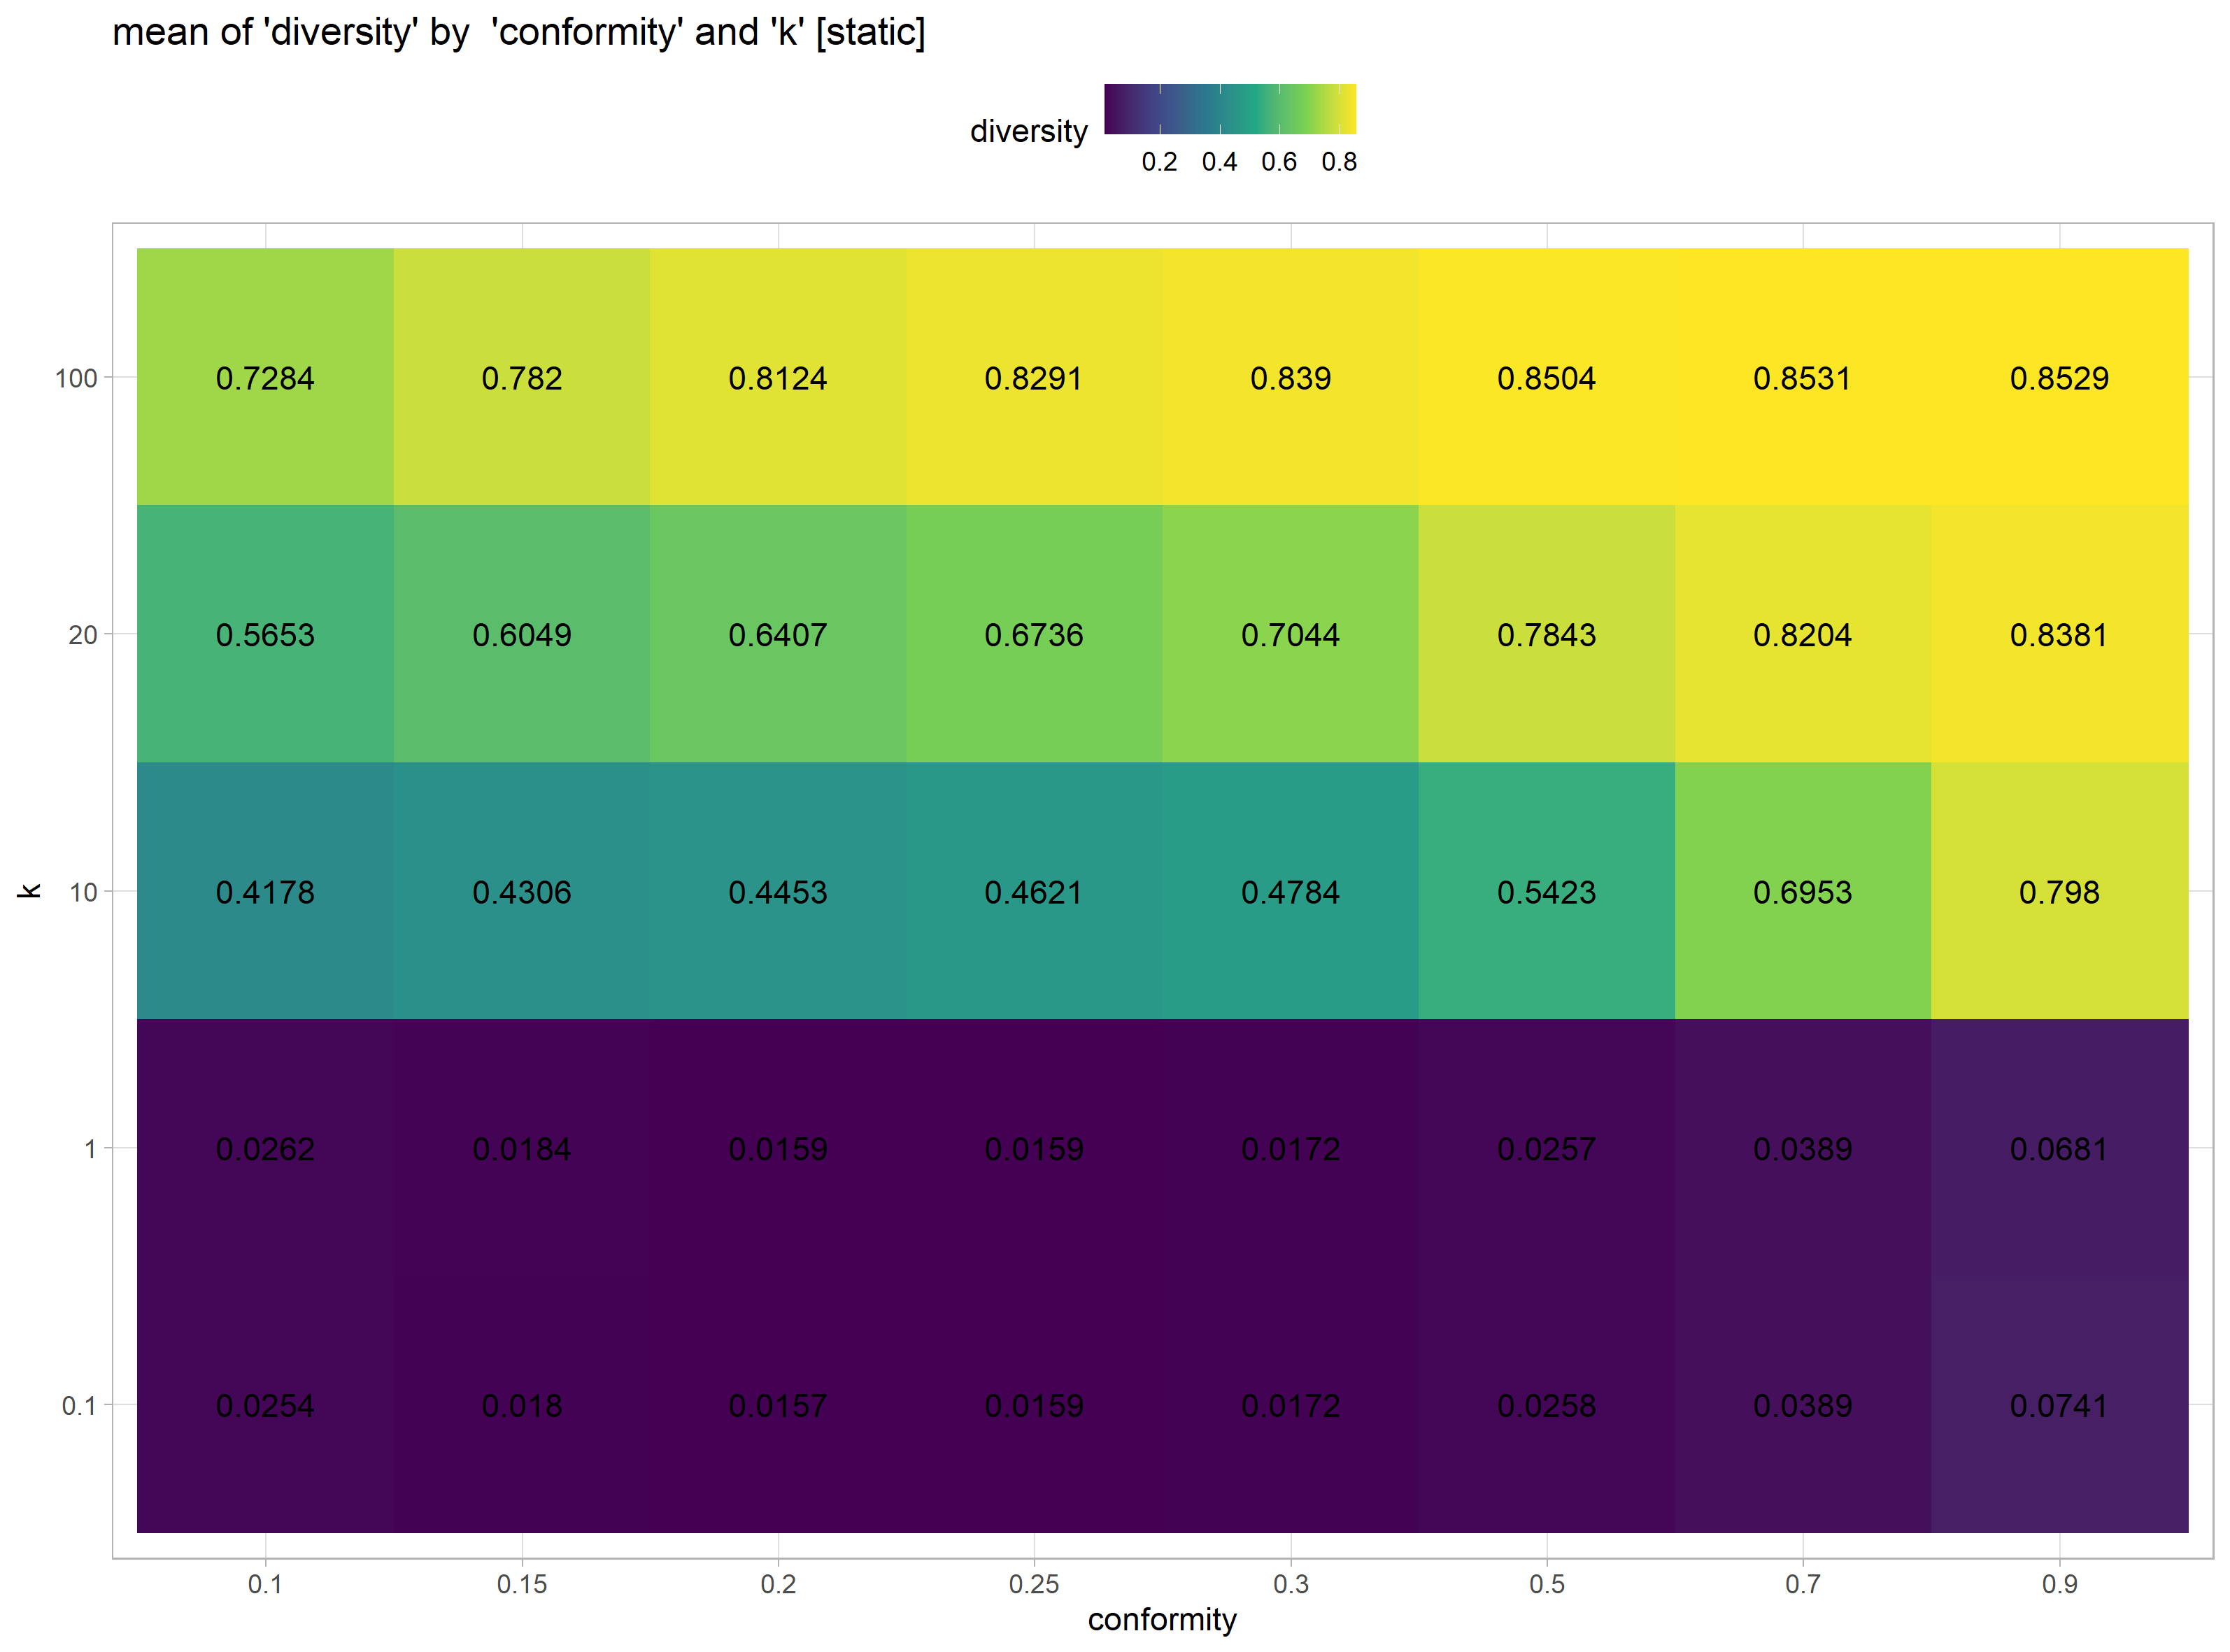 mean of 'diversity' by  'conformity' and 'k' [static]
diversity
0.2 0.4 0.6 0.8
100 0.7284 0.782 0.8124 0.8291 0.839 0.8504 0.8531 0.8529
20 0.5653 0.6049 0.6407 0.6736 0.7044 0.7843 0.8204 0.8381
k
10 0.4178 0.4306 0.4453 0.4621 0.4784 0.5423 0.6953 0.798
1 0.0262 0.0184 0.0159 0.0159 0.0172 0.0257 0.0389 0.0681
0.1 0.0254 0.018 0.0157 0.0159 0.0172 0.0258 0.0389 0.0741
0.1 0.15 0.2 0.25 0.3 0.5 0.7 0.9
conformity